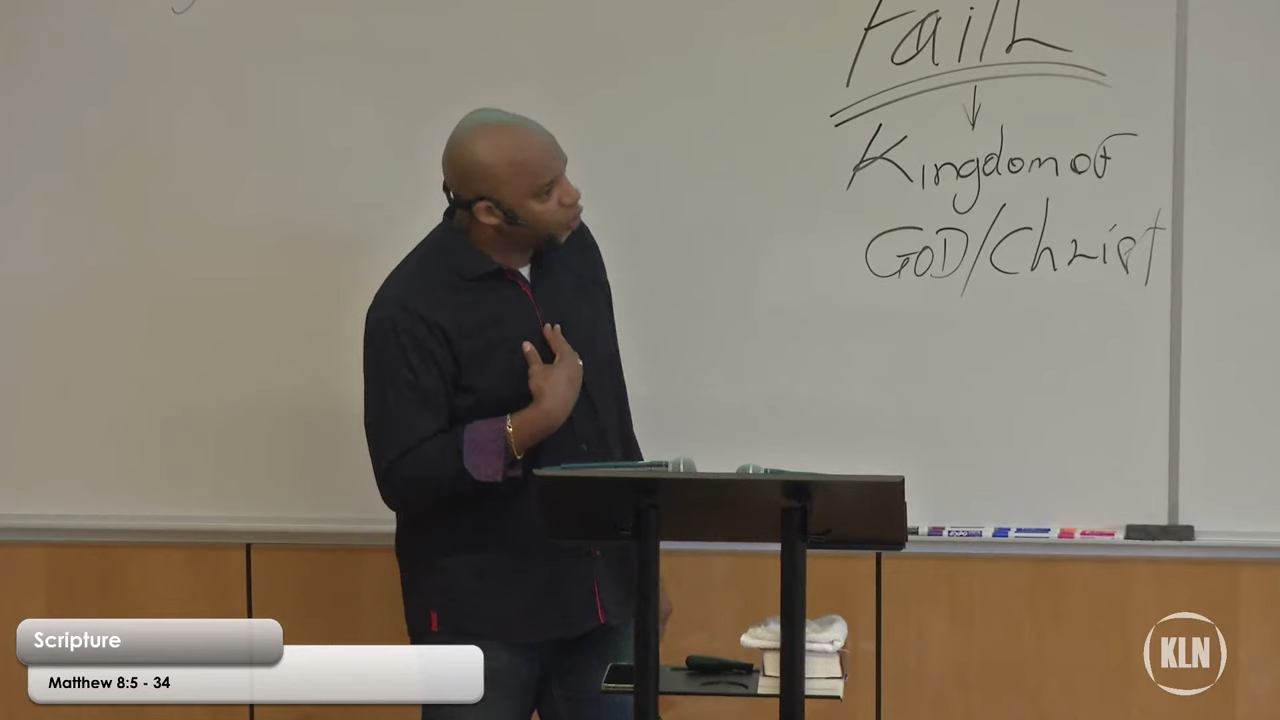 Faith
Kingdom of
GOD/Christ
Scripture
Matthew 8:5 - 34
KLN